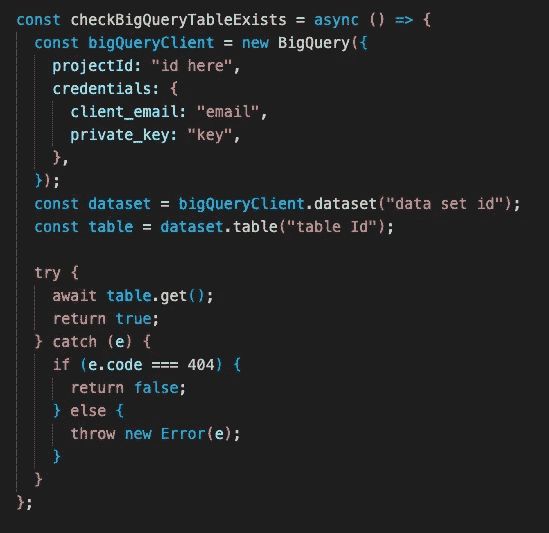 const checkBigQueryTableExists = async () => {
  const bigQueryClient = new BigQuery({
    projectId: "id here",
    credentials: {
      client_email: "email",
      private_key: "key",
    },
  });
  const dataset = bigQueryClient.dataset("data set id");
  const table = dataset.table("table Id");

  try {
    await table.get();
    return true;
  } catch (e) {
    if (e.code === 404) {
      return false;
    } else {
      throw new Error(e);
    }
  }
};